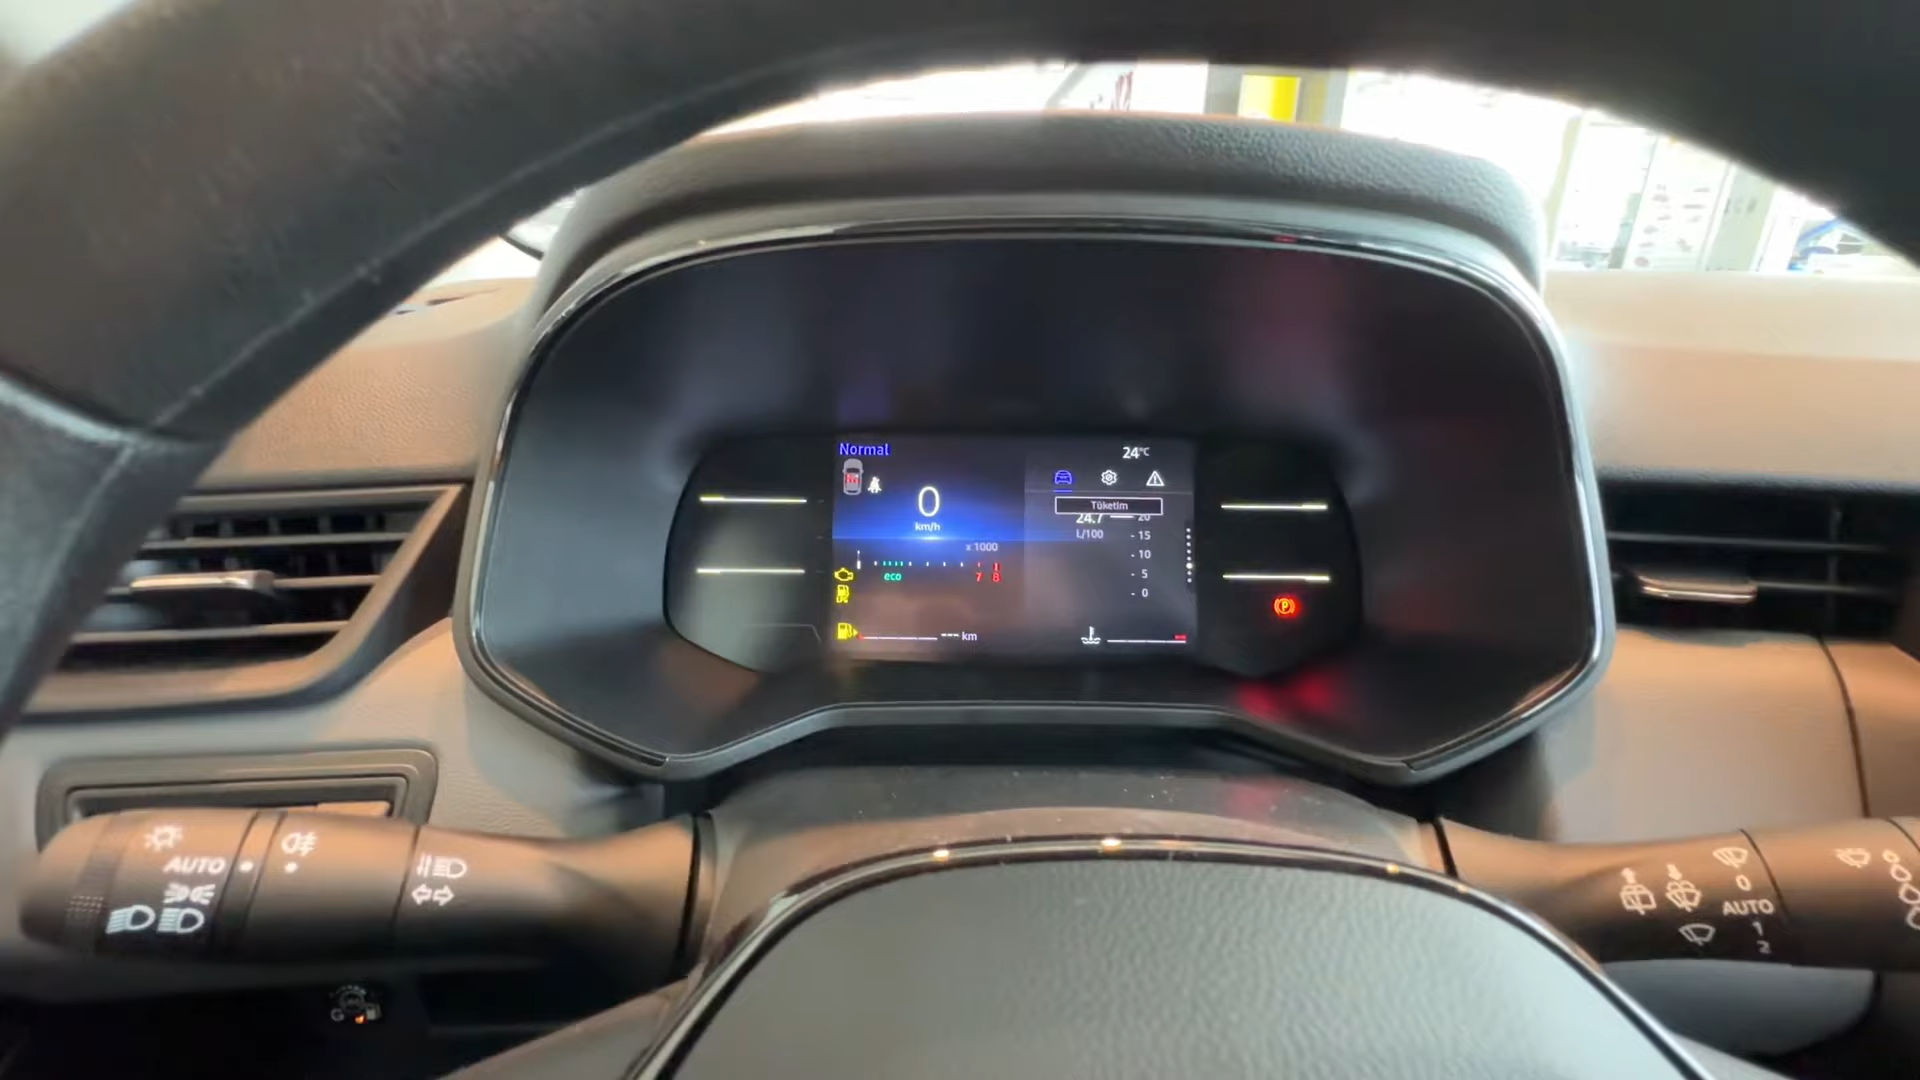 Normal
24°C
0
km/h
Tüketim
24.7
20
L/100
15
x 1000
10
eco
7 8
5
0
--- km
P
AUTO
0
AUTO
1
2
G